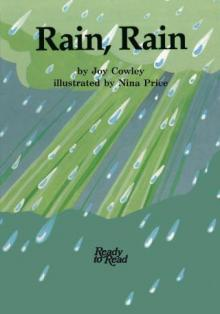 Rain, Rain
by Joy Cowley
illustrated by Nina Price
Ready
to Read